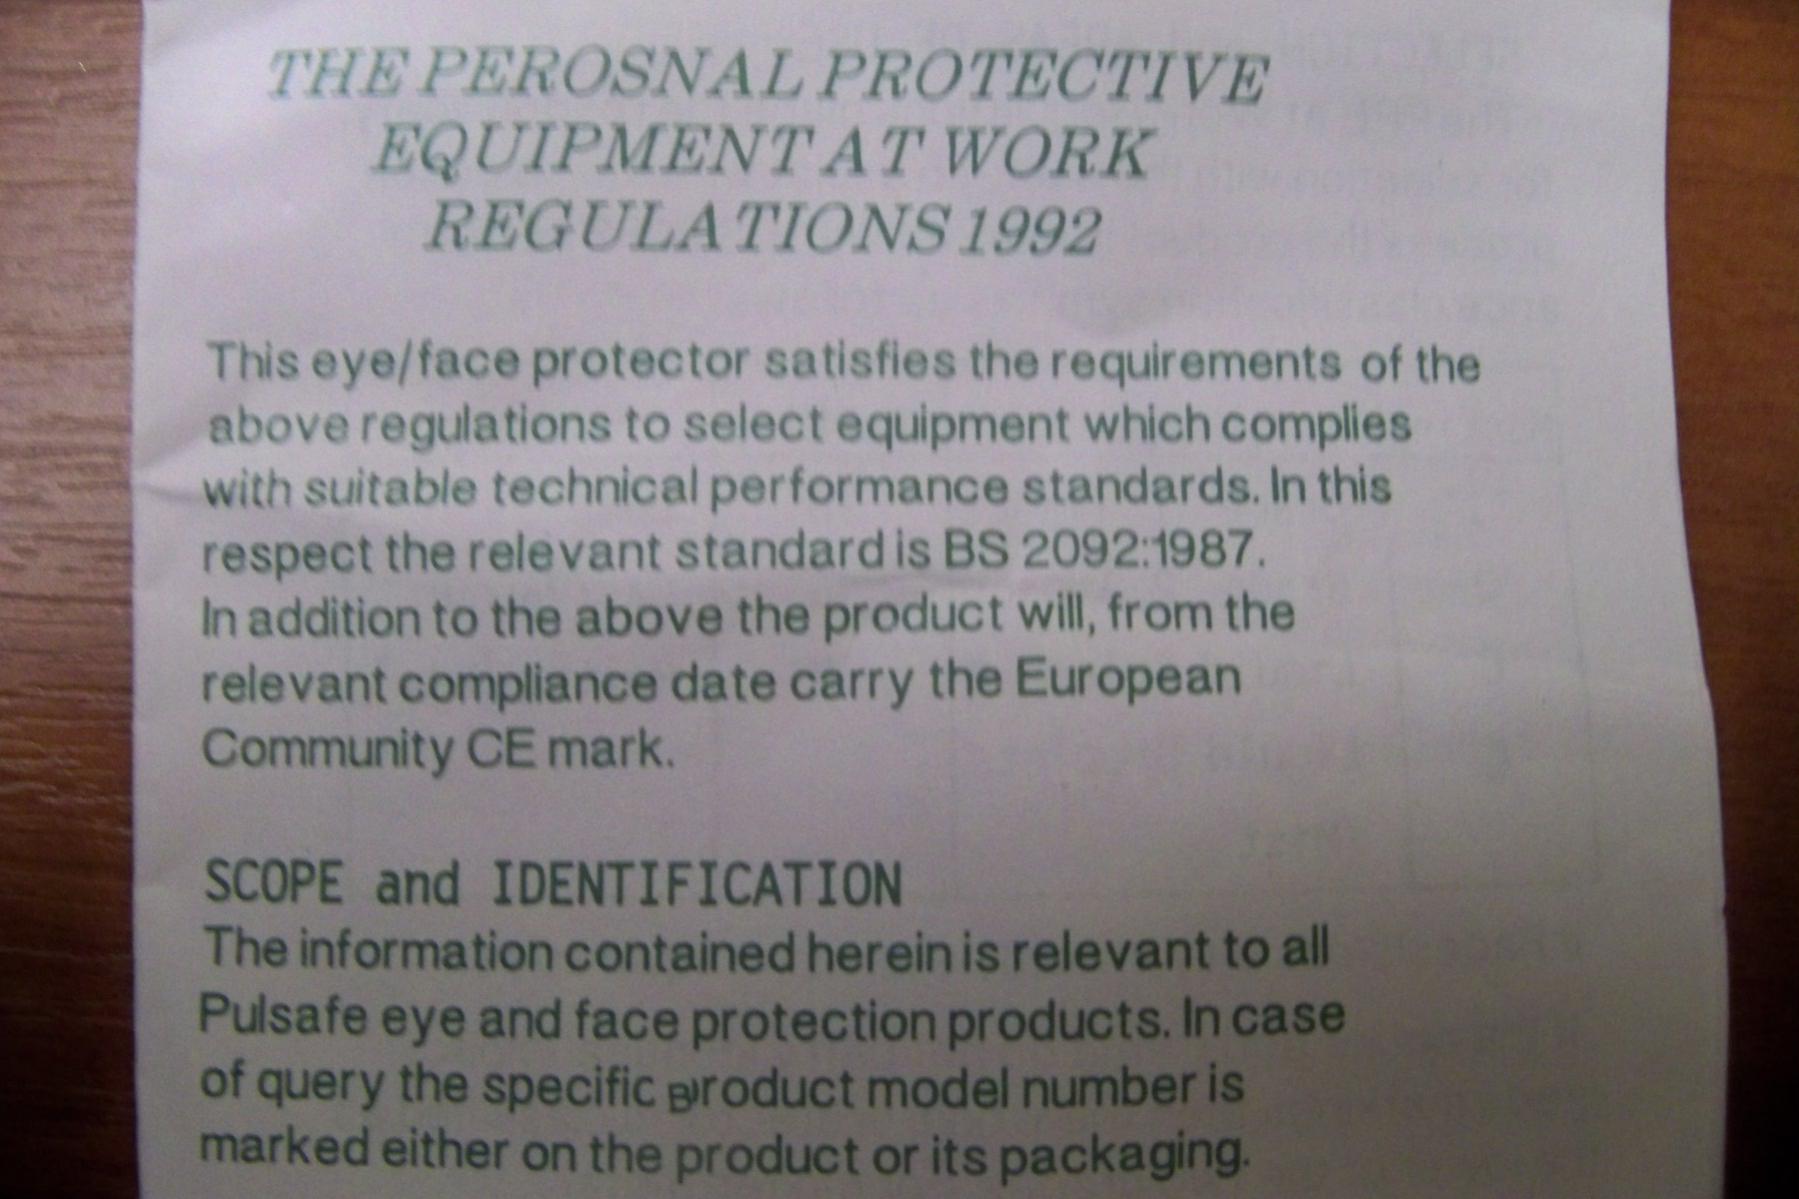 THE PEROSNAL PROTECTIVE
EQUIPMENT AT WORK
REGULATIONS 1992
This eye/face protector satisfies the requirements of the
above regulations to select equipment which complies
with suitable technical performance standards. In this
respect the relevant standard is BS 2092:1987.
In addition to the above the product will, from the
relevant compliance date carry the European
Community CE mark.
SCOPE and IDENTIFICATION
The information contained herein is relevant to all
Pulsafe eye and face protection products. In case
of query the specific product model number is
marked either on the product or its packaging.